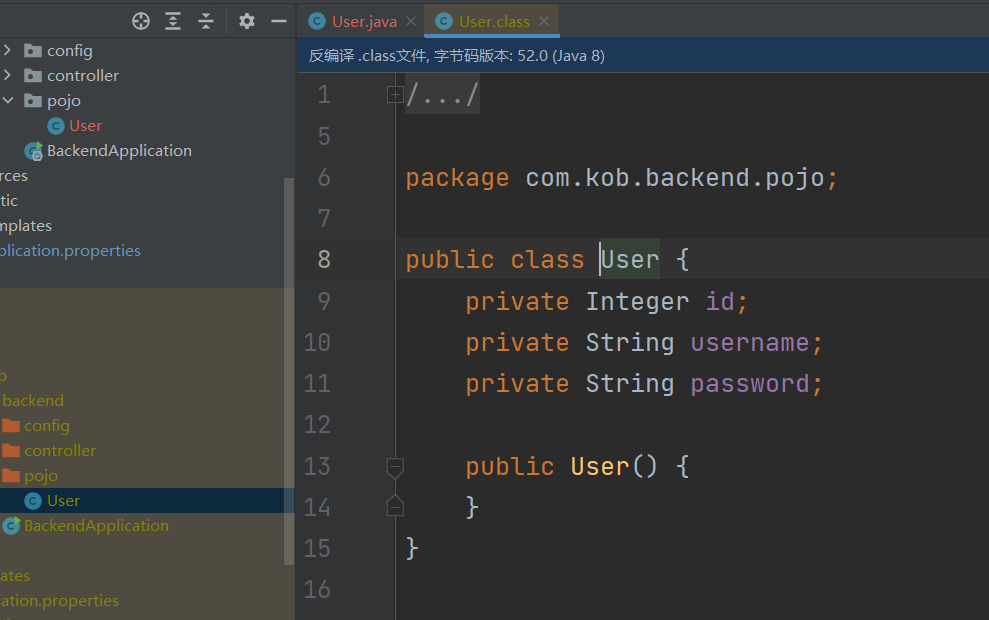 config
controller
pojo
User
BackendApplication
rces
tic
mplates
plication.properties
b
backend
config
controller
pojo
User
BackendApplication
ates
cation.properties
User.java
User.class
反编译 .class文件, 字节码版本: 52.0 (Java 8)
1 /.../
5
6 package com.kob.backend.pojo;
7
8 public class User {
9 private Integer id;
10 private String username;
11 private String password;
12
13 public User() {
14 }
15 }
16